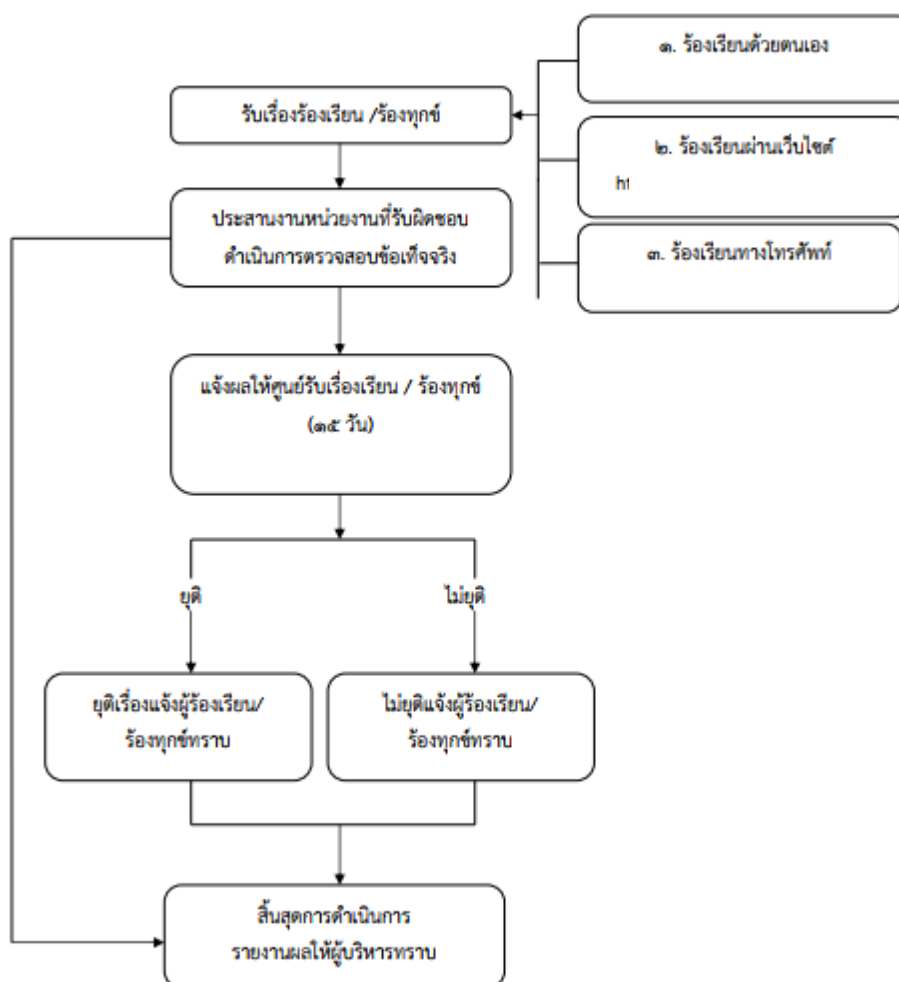 ๑. ร้องเรียนด้วยตนเอง
รับเรื่องร้องเรียน /ร้องทุกข์
๒. ร้องเรียนผ่านเว็บไซต์
ประสานงานหน่วยงานที่รับผิดชอบ
ดำเนินการตรวจสอบข้อเท็จจริง
๓. ร้องเรียนทางโทรศัพท์
แจ้งผลให้ศูนย์รับเรื่องเรียน / ร้องทุกข์
(๑๕ วัน)
ยุติ
ไม่ยุติ
ยุติเรื่องแจ้งผู้ร้องเรียน/
ร้องทุกข์ทราบ
ไม่ยุติแจ้งผู้ร้องเรียน/
ร้องทุกข์ทราบ
สิ้นสุดการดำเนินการ
รายงานผลให้ผู้บริหารทราบ